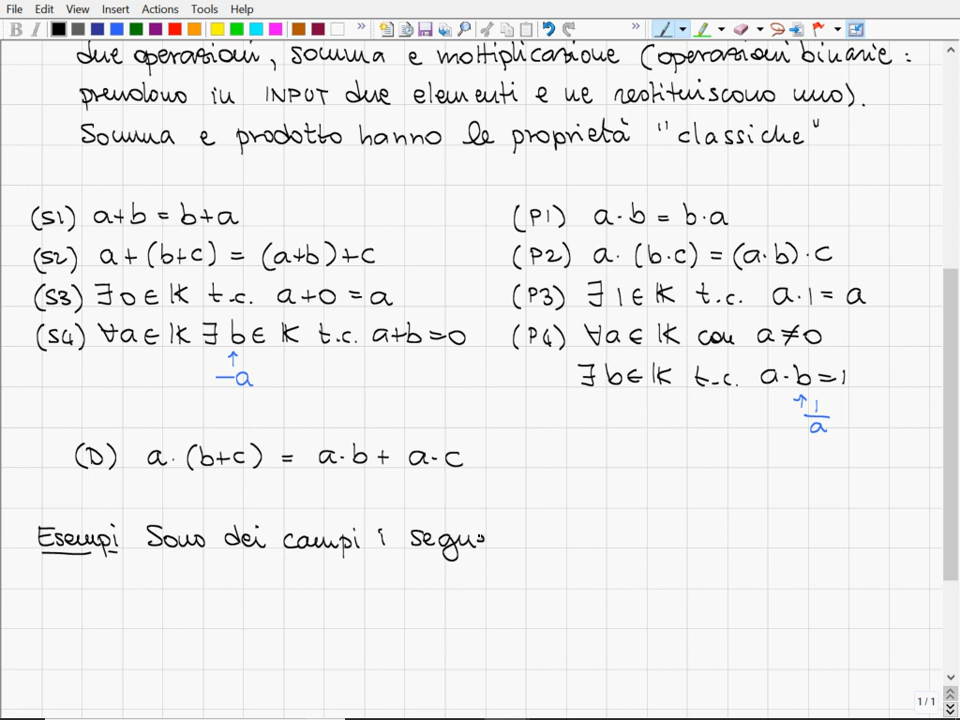 File Edit View Insert Actions Tools Help
B I
due operazioni, somma e moltiplicazione (operazioni binarie:
prendono in INPUT due elementi e ne restituiscono uno).
Somma e prodotto hanno le proprietà "classiche"
(S1) a+b = b+a
(S2) a + (b+c) = (a+b)+c
(S3) ∃ 0 ∈ 𝕂 t.c. a+0 = a
(S4) ∀a ∈ 𝕂 ∃ b ∈ 𝕂 t.c. a+b = 0
↑
-a
(P1) a·b = b·a
(P2) a·(b·c) = (a·b)·c
(P3) ∃ 1 ∈ 𝕂 t.c. a·1 = a
(P4) ∀a ∈ 𝕂 con a≠0
∃ b ∈ 𝕂 t.c. a·b = 1
↑ 1/a
(D) a·(b+c) = a·b + a·c
Esempi Sono dei campi i segu
1/1